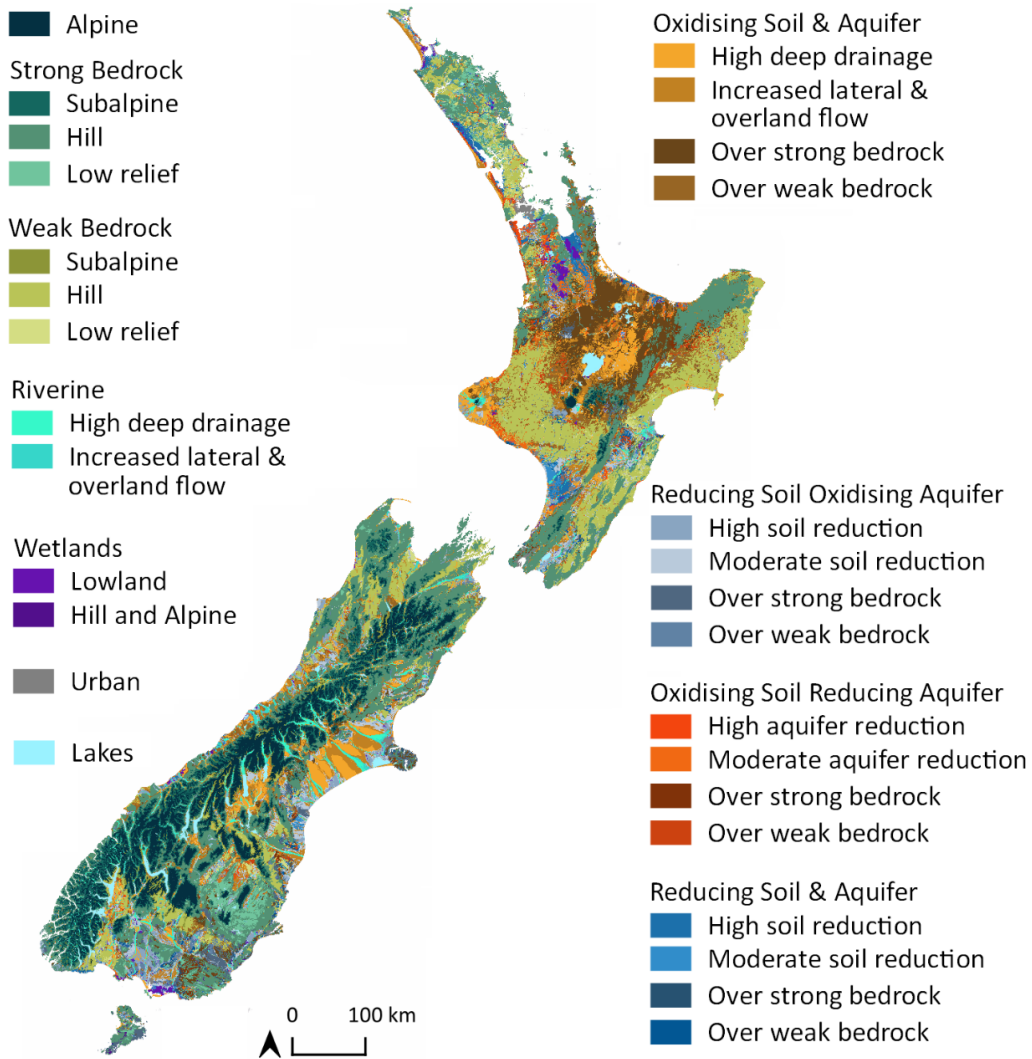 Alpine
Strong Bedrock
Subalpine
Hill
Low relief
Weak Bedrock
Subalpine
Hill
Low relief
Riverine
High deep drainage
Increased lateral &
overland flow
Wetlands
Lowland
Hill and Alpine
Urban
Lakes
Oxidising Soil & Aquifer
High deep drainage
Increased lateral &
overland flow
Over strong bedrock
Over weak bedrock
Reducing Soil Oxidising Aquifer
High soil reduction
Moderate soil reduction
Over strong bedrock
Over weak bedrock
Oxidising Soil Reducing Aquifer
High aquifer reduction
Moderate aquifer reduction
Over strong bedrock
Over weak bedrock
Reducing Soil & Aquifer
High soil reduction
Moderate soil reduction
Over strong bedrock
Over weak bedrock
0 100 km